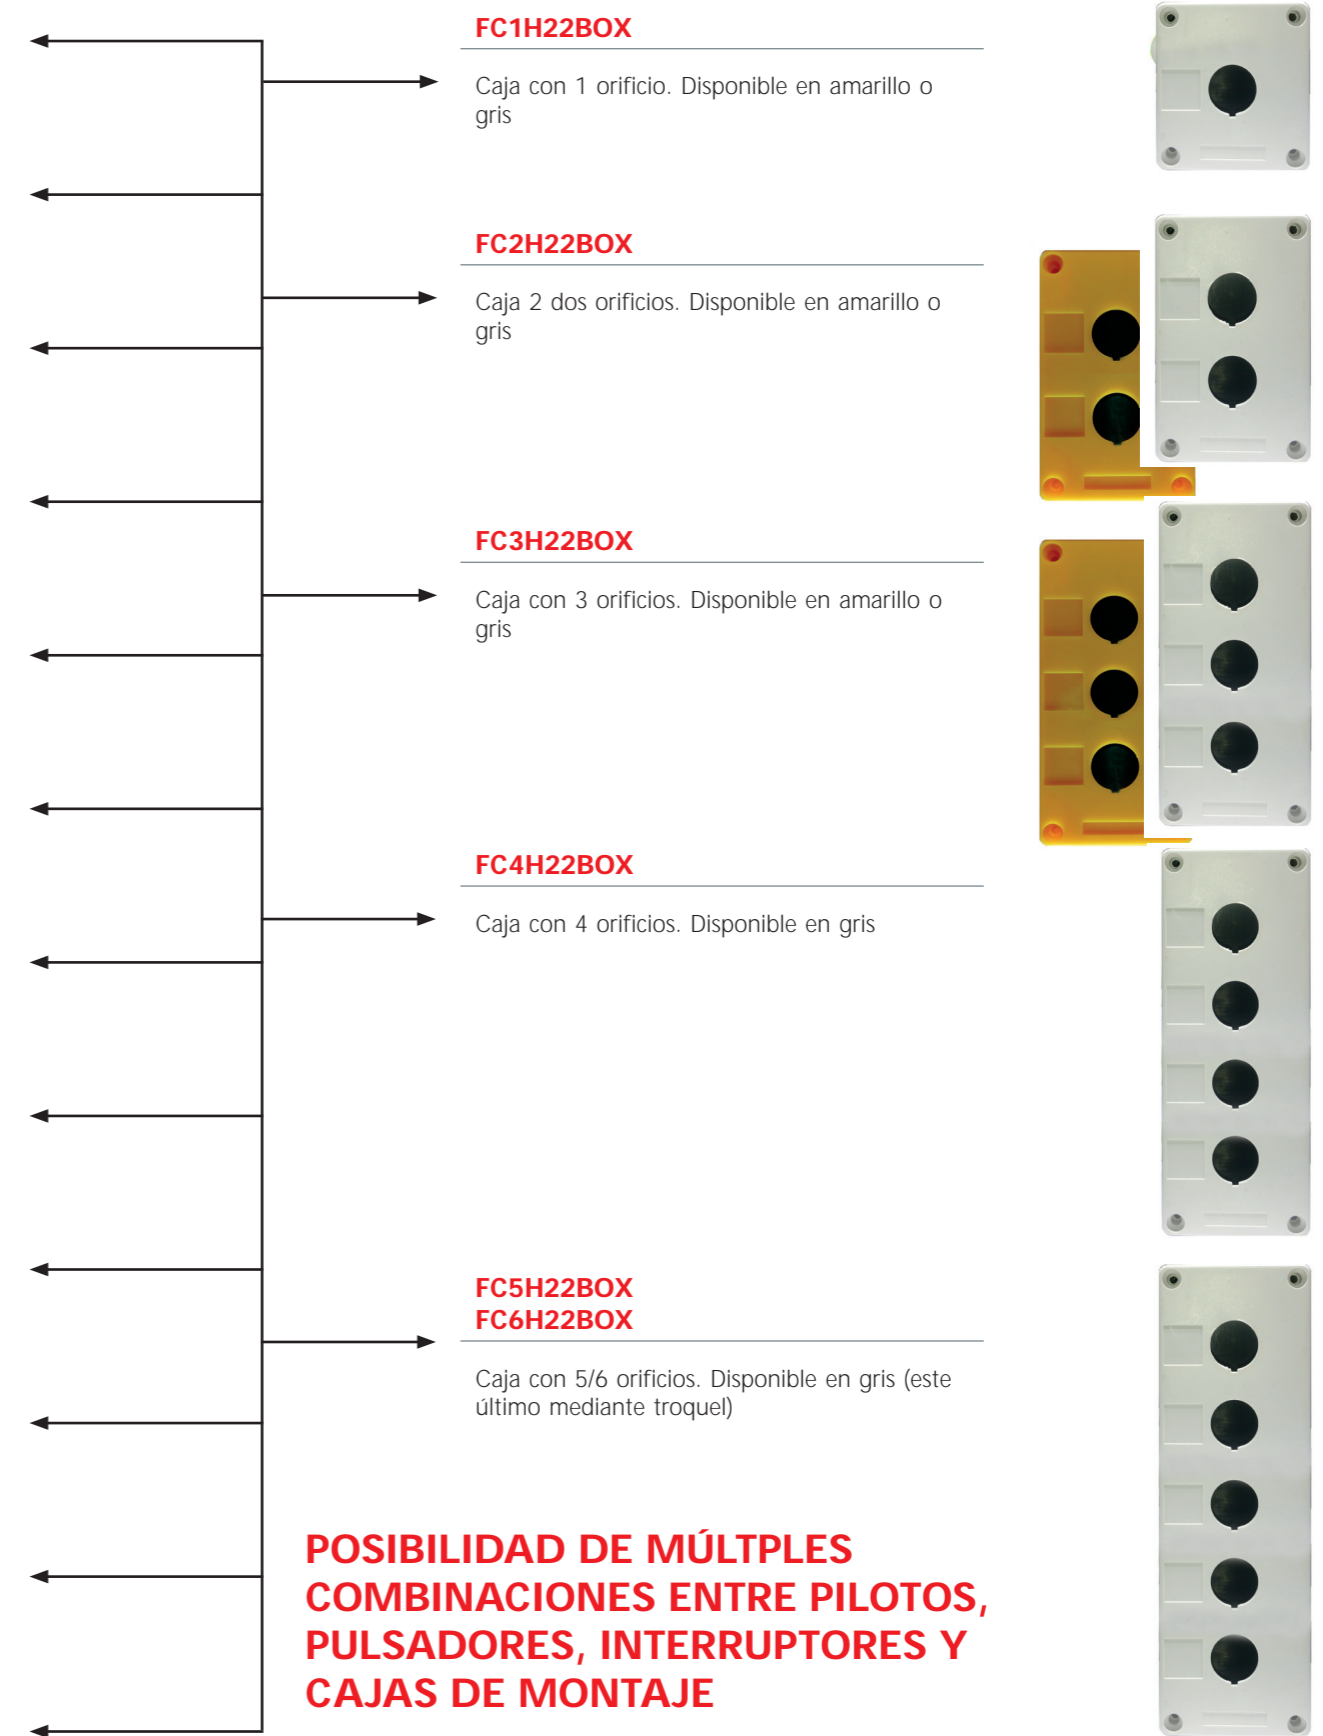 FC1H22BOX
Caja con 1 orificio. Disponible en amarillo o
gris
FC2H22BOX
Caja 2 dos orificios. Disponible en amarillo o
gris
FC3H22BOX
Caja con 3 orificios. Disponible en amarillo o
gris
FC4H22BOX
Caja con 4 orificios. Disponible en gris
FC5H22BOX
FC6H22BOX
Caja con 5/6 orificios. Disponible en gris (este
último mediante troquel)
POSIBILIDAD DE MÚLTPLES
COMBINACIONES ENTRE PILOTOS,
PULSADORES, INTERRUPTORES Y
CAJAS DE MONTAJE